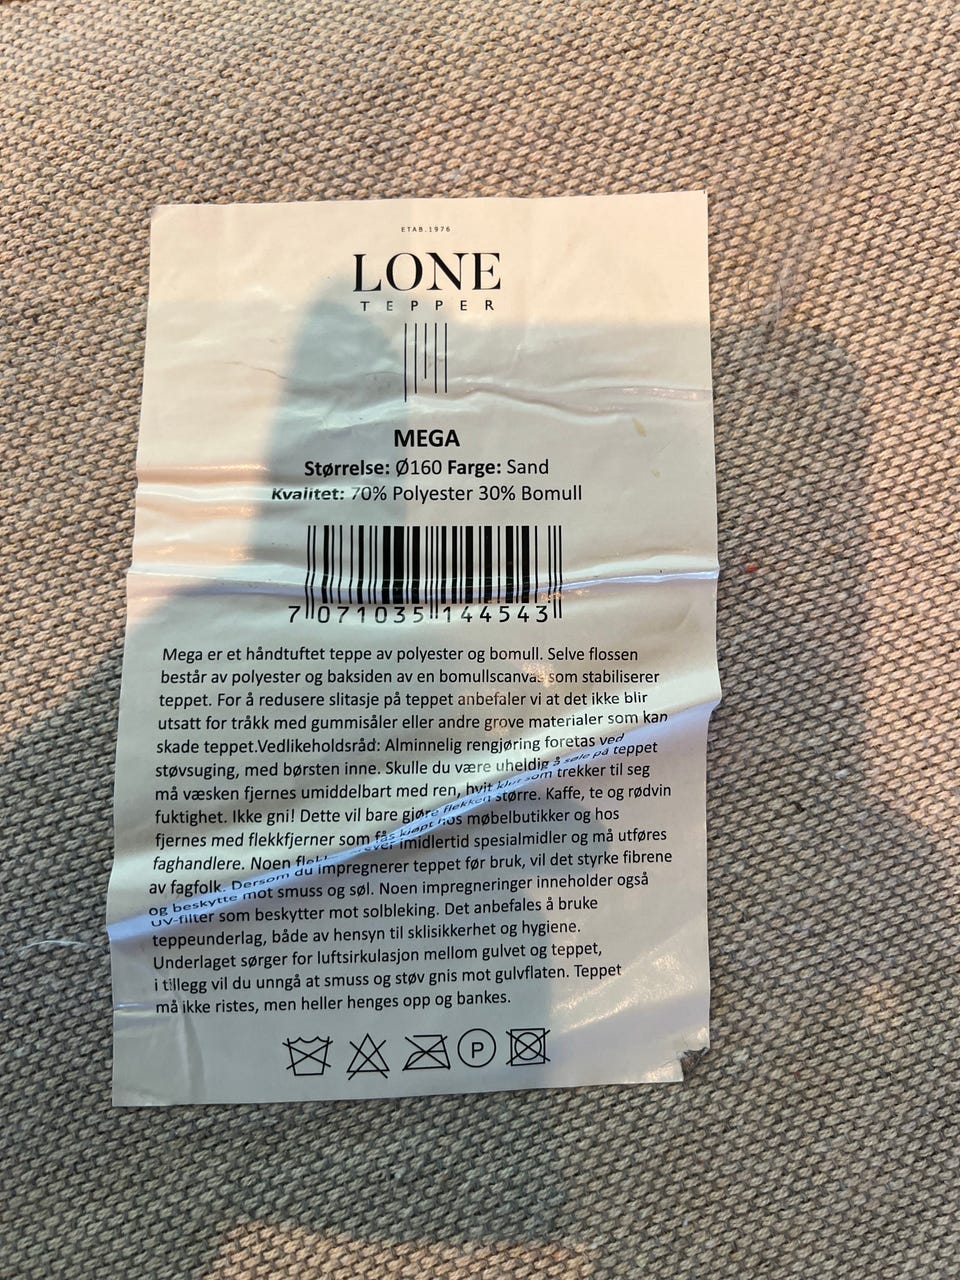 ETAB.1976
LONE
TEPPER
MEGA
Størrelse: Ø160 Farge: Sand
Kvalitet: 70% Polyester 30% Bomull
7 071035 144543
Mega er et håndtuftet teppe av polyester og bomull. Selve flossen
består av polyester og baksiden av en bomullscanvas som stabiliserer
teppet. For å redusere slitasje på teppet anbefaler vi at det ikke blir
utsatt for tråkk med gummisåler eller andre grove materialer som kan
skade teppet.Vedlikeholdsråd: Alminnelig rengjøring foretas ved
støvsuging, med børsten inne. Skulle du være uheldig å søle på teppet
må væsken fjernes umiddelbart med ren, hvit klut som trekker til seg
fuktighet. Ikke gni! Dette vil bare gjøre flekken større. Kaffe, te og rødvin
fjernes med flekkfjerner som fås kjøpt hos møbelbutikker og hos
faghandlere. Noen imidlertid spesialmidler og må utføres
av fagfolk. Dersom du impregnerer teppet før bruk, vil det styrke fibrene
og beskytte mot smuss og søl. Noen impregneringer inneholder også
UV-filter som beskytter mot solbleking. Det anbefales å bruke
teppeunderlag, både av hensyn til sklisikkerhet og hygiene.
Underlaget sørger for luftsirkulasjon mellom gulvet og teppet,
i tillegg vil du unngå at smuss og støv gnis mot gulvflaten. Teppet
må ikke ristes, men heller henges opp og bankes.
P